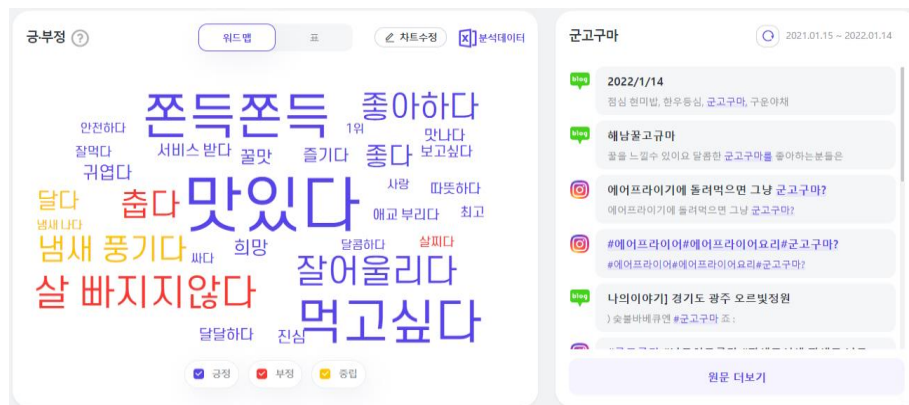 긍·부정 ?
워드맵
표
차트수정
분석데이터
쫀득쫀득
좋아하다
안전하다
1위
맛나다
잘먹다
서비스 받다
꿀맛
즐기다
좋다
보고싶다
귀엽다
맛있다
사랑
따뜻하다
달다
춥다
애교 부리다
최고
냄새 나다
냄새 풍기다
싸다
희망
달콤하다
살찌다
잘어울리다
살 빠지지않다
먹고싶다
달달하다
진심
긍정
부정
중립
군고구마
2021.01.15 ~ 2022.01.14
blog
2022/1/14
점심 현미밥, 한우등심, 군고구마, 구운야채
blog
해남꿀고규마
꿀을 느낄수 있이요 달콤한 군고구마를 좋아하는분들은
에어프라이기에 돌려먹으면 그냥 군고구마?
에어프라이기에 돌려먹으면 그냥 군고구마?
#에어프라이어#에어프라이어요리#군고구마?
#에어프라이어#에어프라이어요리#군고구마?
blog
나의이야기] 경기도 광주 오르빛정원
) 숯불바베큐엔 #군고구마 죠 :
원문 더보기